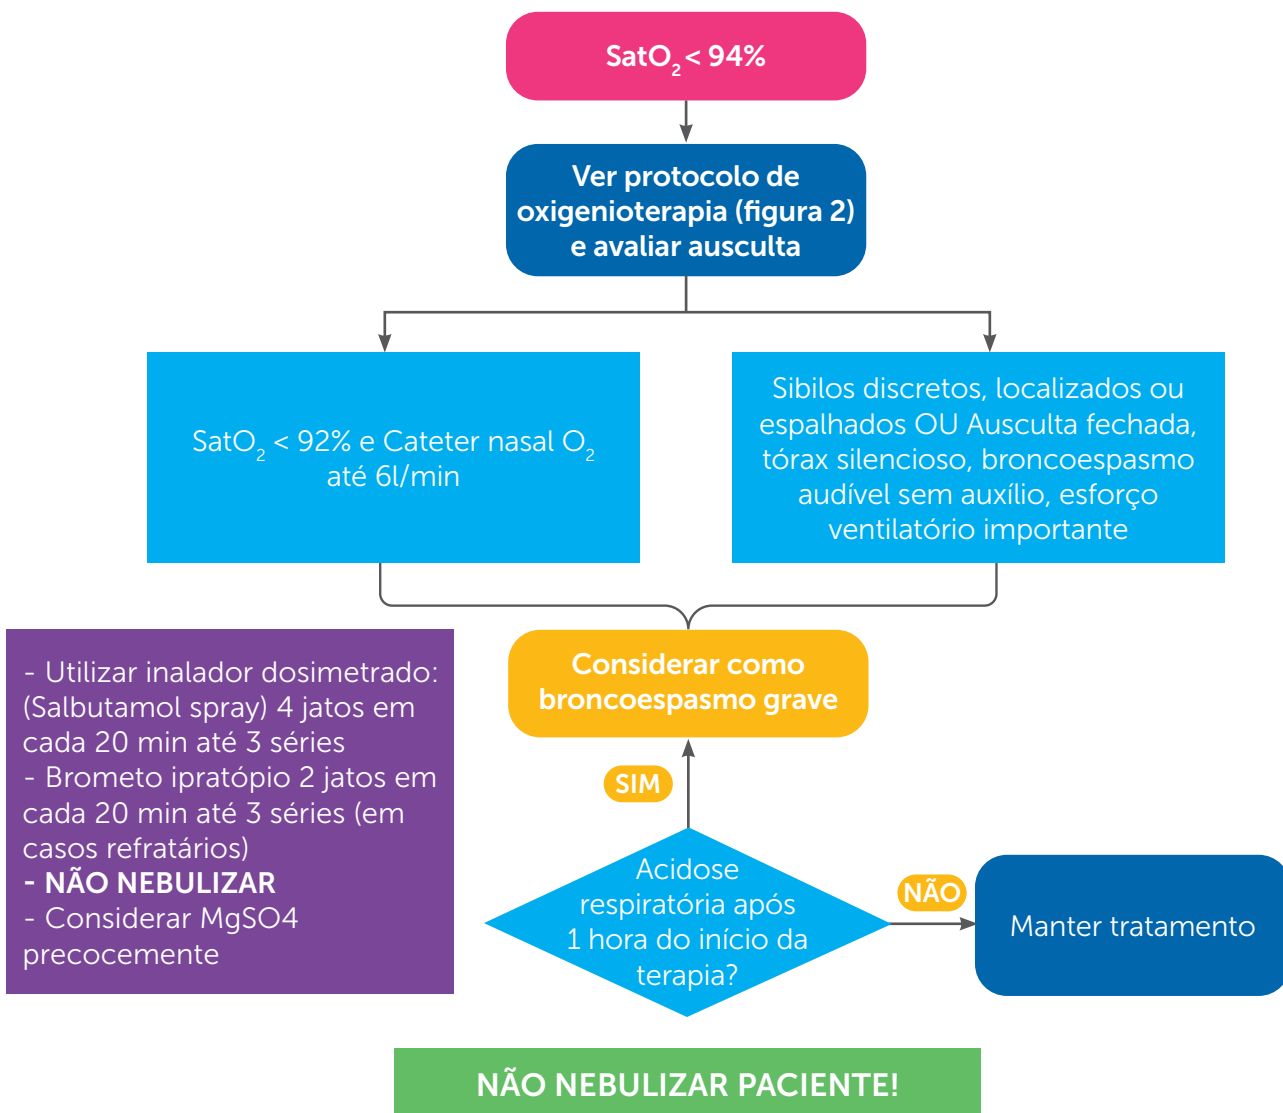 SatO₂ < 94%
Ver protocolo de
oxigenioterapia (figura 2)
e avaliar ausculta
SatO₂ < 92% e Cateter nasal O₂
até 6l/min
Sibilos discretos, localizados ou
espalhados OU Ausculta fechada,
tórax silencioso, broncoespasmo
audível sem auxílio, esforço
ventilatório importante
- Utilizar inalador dosimetrado:
(Salbutamol spray) 4 jatos em
cada 20 min até 3 séries
- Brometo ipratópio 2 jatos em
cada 20 min até 3 séries (em
casos refratários)
- NÃO NEBULIZAR
- Considerar MgSO4
precocemente
Considerar como
broncoespasmo grave
SIM
Acidose
respiratória após
1 hora do início da
terapia?
NÃO
Manter tratamento
NÃO NEBULIZAR PACIENTE!